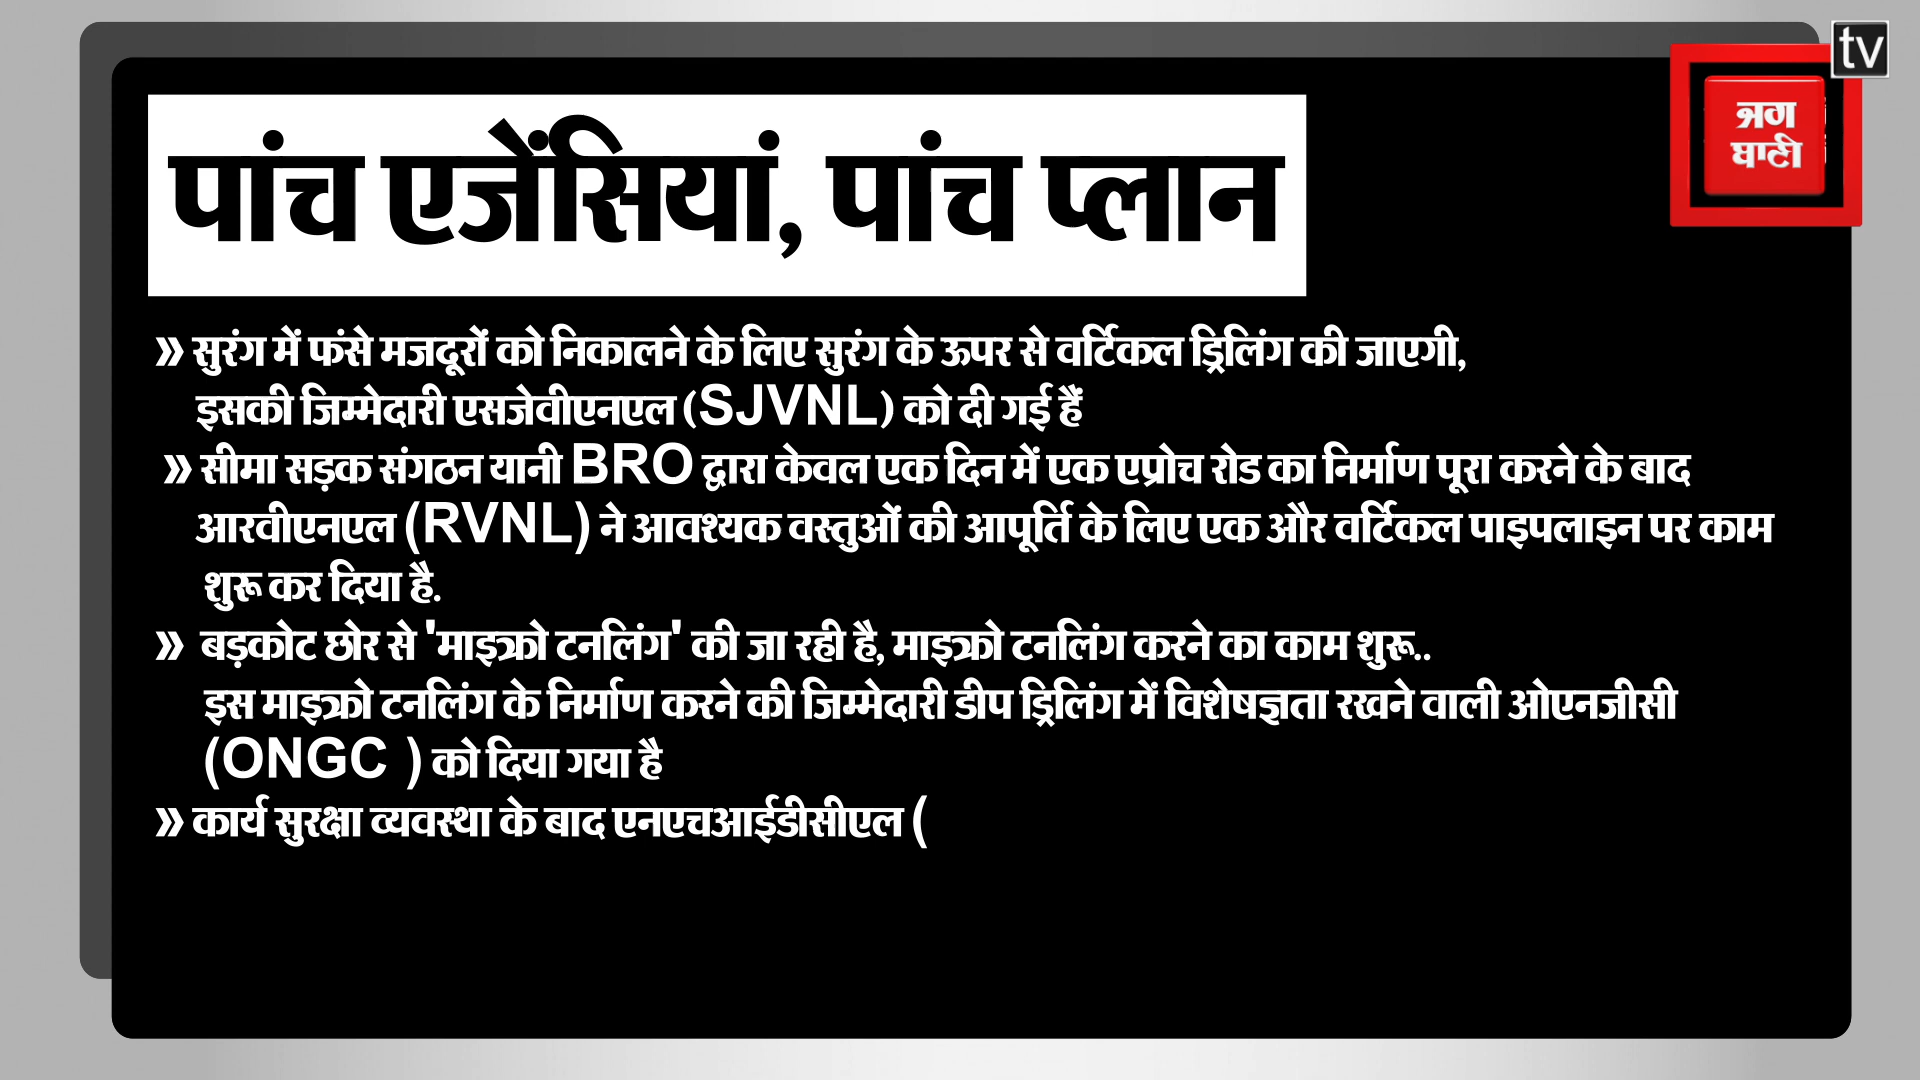 tv
जग
घाटी
पांच एजेंसियां, पांच प्लान
» सुरंग में फंसे मजदूरों को निकालने के लिए सुरंग के ऊपर से वर्टिकल ड्रिलिंग की जाएगी,
इसकी जिम्मेदारी एसजेवीएनएल (SJVNL) को दी गई हैं
» सीमा सड़क संगठन यानी BRO द्वारा केवल एक दिन में एक एप्रोच रोड का निर्माण पूरा करने के बाद
आरवीएनएल (RVNL) ने आवश्यक वस्तुओं की आपूर्ति के लिए एक और वर्टिकल पाइपलाइन पर काम
शुरू कर दिया है.
» बड़कोट छोर से 'माइक्रो टनलिंग' की जा रही है, माइक्रो टनलिंग करने का काम शुरू..
इस माइक्रो टनलिंग के निर्माण करने की जिम्मेदारी डीप ड्रिलिंग में विशेषज्ञता रखने वाली ओएनजीसी
(ONGC ) को दिया गया है
» कार्य सुरक्षा व्यवस्था के बाद एनएचआईडीसीएल (